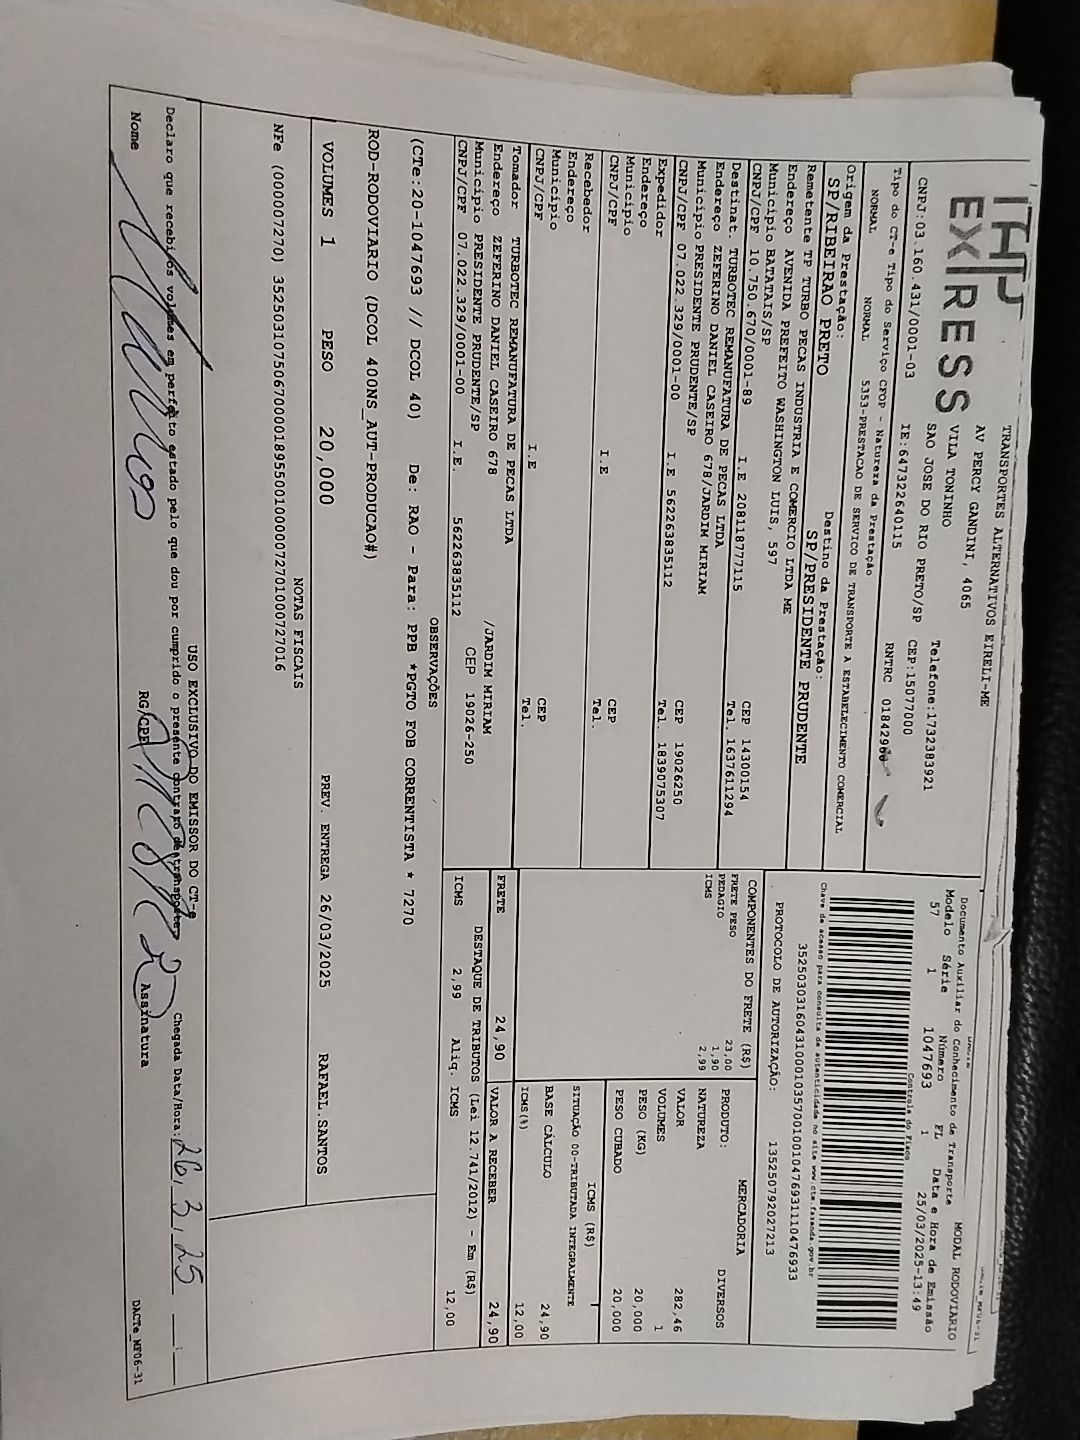 THP
EXPRESS
TRANSPORTES ALTERNATIVOS EIRELI-ME
AV PERCY GANDINI, 4065
VILA TONINHO
SAO JOSE DO RIO PRETO/SP
Telefone:1732383921
CEP:15077000
CNPJ:03.160.431/0001-03
IE:647322640115
RNTRC 018429
Tipo do CT-e Tipo do Serviço CFOP - Natureza da Prestação
NORMAL NORMAL 5353-PRESTACAO DE SERVICO DE TRANSPORTE A ESTABELECIMENTO COMERCIAL
Origem da Prestação: Destino da Prestação:
SP/RIBEIRAO PRETO SP/PRESIDENTE PRUDENTE
Remetente TP TURBO PECAS INDUSTRIA E COMERCIO LTDA ME
Endereço AVENIDA PREFEITO WASHINGTON LUIS, 597
Município BATATAIS/SP CEP 14300154
CNPJ/CPF 10.750.670/0001-89 I.E 208118777115 Tel. 1637611294
Destinat. TURBOTEC REMANUFATURA DE PECAS LTDA
Endereço ZEFERINO DANIEL CASEIRO 678/JARDIM MIRIAM
Município PRESIDENTE PRUDENTE/SP CEP 19026250
CNPJ/CPF 07.022.329/0001-00 I.E 562263835112 Tel. 18390​75307
Expedidor
Endereço
Município CEP
CNPJ/CPF I.E Tel.
Recebedor
Endereço
Município CEP
CNPJ/CPF I.E Tel.
Tomador TURBOTEC REMANUFATURA DE PECAS LTDA
Endereço ZEFERINO DANIEL CASEIRO 678 /JARDIM MIRIAM
Município PRESIDENTE PRUDENTE/SP CEP 19026-250
CNPJ/CPF 07.022.329/0001-00 I.E. 562263835112
Documento Auxiliar do Conhecimento de Transporte MODAL RODOVIARIO
Modelo Série Número FL Data e Hora de Emissão
57 1 1047693 1 25/03/2025-13:49
Controle do Fisco
Chave de acesso para consulta de autenticidade no site www.cte.fazenda.gov.br
35250303160431000103570010010476931110476933
PROTOCOLO DE AUTORIZAÇÃO: 135250792027213
COMPONENTES DO FRETE (R$)
FRETE PESO 23,00
PEDAGIO 1,90
ICMS 2,99
MERCADORIA
PRODUTO: DIVERSOS
NATUREZA
VALOR 282,46
VOLUMES 1
PESO (KG) 20,000
PESO CUBADO 20,000
ICMS (R$)
SITUAÇÃO 00-TRIBUTADA INTEGRALMENTE
BASE CÁLCULO 24,90
ICMS(%) 12,00
FRETE 24,90 VALOR A RECEBER 24,90
DESTAQUE DE TRIBUTOS (Lei 12.741/2012) - Em (R$)
ICMS 2,99 Aliq. ICMS 12,00
OBSERVAÇÕES
(CTe:20-1047693 // DCOL 40) De: RAO - Para: PPB *PGTO FOB CORRENTISTA * 7270
ROD-RODOVIARIO (DCOL 400NS_AUT-PRODUCAO#)
VOLUMES 1 PESO 20,000 PREV. ENTREGA 26/03/2025 RAFAEL.SANTOS
NOTAS FISCAIS
NFe (000007270) 35250310750670000189550010000072701000727016
USO EXCLUSIVO DO EMISSOR DO CT-e
Declaro que recebi os volumes em perfeito estado pelo que dou por cumprido o presente contrato de transporte. Chegada Data/Hora: 26/3/25
Nome RG/CPF Assinatura
DACTe_MF06-31